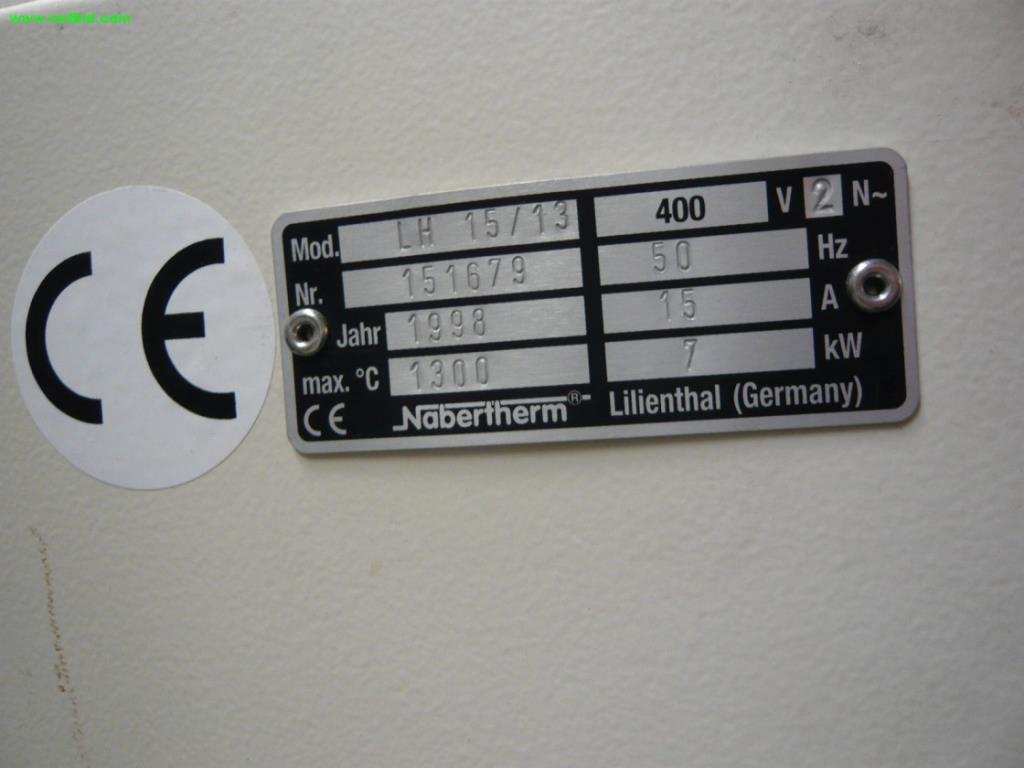 www.netbid.com
CE
Mod. LH 15/13
Nr. 151679
Jahr 1998
max. °C 1300
CE Nabertherm®
400 V 2 N~
50 Hz
15 A
7 kW
Lilienthal (Germany)